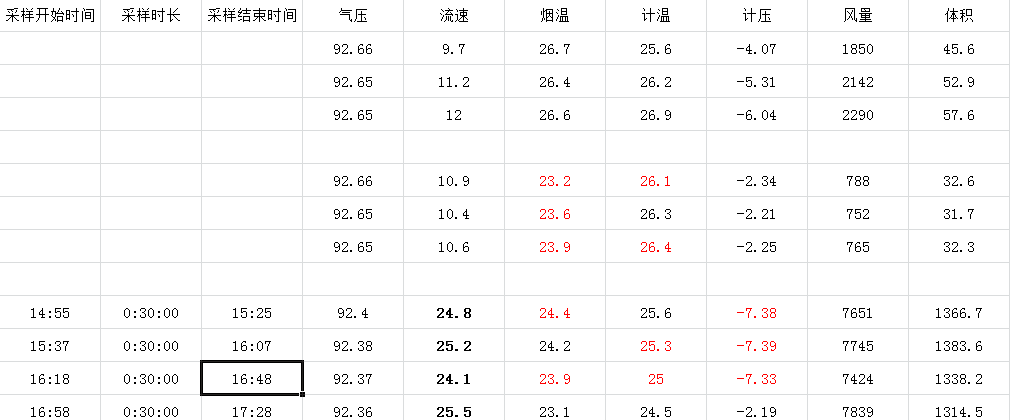 采样开始时间 采样时长 采样结束时间 气压 流速 烟温 计温 计压 风量 体积
92.66 9.7 26.7 25.6 -4.07 1850 45.6
92.65 11.2 26.4 26.2 -5.31 2142 52.9
92.65 12 26.6 26.9 -6.04 2290 57.6
92.66 10.9 23.2 26.1 -2.34 788 32.6
92.65 10.4 23.6 26.3 -2.21 752 31.7
92.65 10.6 23.9 26.4 -2.25 765 32.3
14:55 0:30:00 15:25 92.4 24.8 24.4 25.6 -7.38 7651 1366.7
15:37 0:30:00 16:07 92.38 25.2 24.2 25.3 -7.39 7745 1383.6
16:18 0:30:00 16:48 92.37 24.1 23.9 25 -7.33 7424 1338.2
16:58 0:30:00 17:28 92.36 25.5 23.1 24.5 -2.19 7839 1314.5